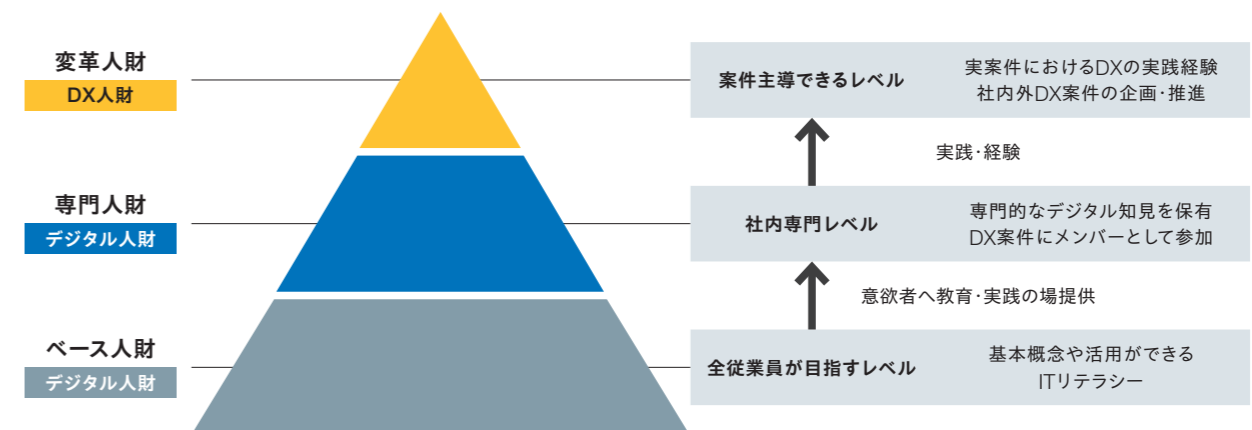 変革人財
DX人財
案件主導できるレベル
実案件におけるDXの実践経験
社内外DX案件の企画・推進
実践・経験
専門人財
デジタル人財
社内専門レベル
専門的なデジタル知見を保有
DX案件にメンバーとして参加
意欲者へ教育・実践の場提供
ベース人財
デジタル人財
全従業員が目指すレベル
基本概念や活用ができる
ITリテラシー